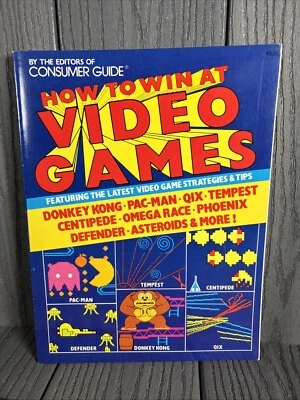 BY THE EDITORS OF
CONSUMER GUIDE®
HOW TO WIN AT
VIDEO
GAMES
FEATURING THE LATEST VIDEO GAME STRATEGIES & TIPS
DONKEY KONG · PAC-MAN · QIX · TEMPEST
CENTIPEDE · OMEGA RACE · PHOENIX
DEFENDER · ASTEROIDS & MORE!
PAC-MAN
TEMPEST
CENTIPEDE
DEFENDER
DONKEY KONG
QIX